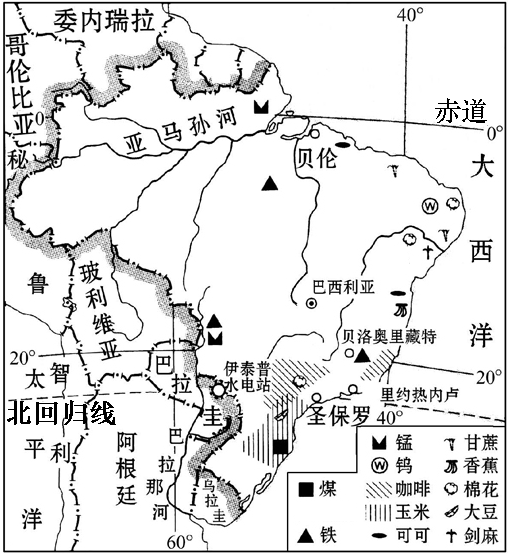 40°
委内瑞拉
哥伦比亚
0°
赤道
0°
亚马孙河
贝伦
秘
鲁
大
西
洋
W
巴西利亚
玻利维亚
贝洛奥里藏特
20°
20°
伊泰普
水电站
里约热内卢
巴
拉
圭
太
平
洋
智
利
北回归线
圣保罗
40°
阿根廷
巴拉那河
乌拉圭
60°
锰
甘蔗
W
钨
香蕉
煤
咖啡
棉花
玉米
大豆
铁
可可
剑麻